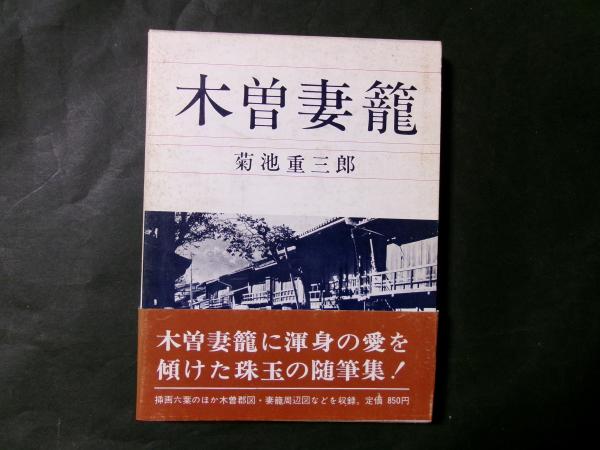 木曽妻籠
菊池重三郎
木曽妻籠に渾身の愛を
傾けた珠玉の随筆集！
挿画六葉のほか木曽郡図・妻籠周辺図などを収録。定価 850円